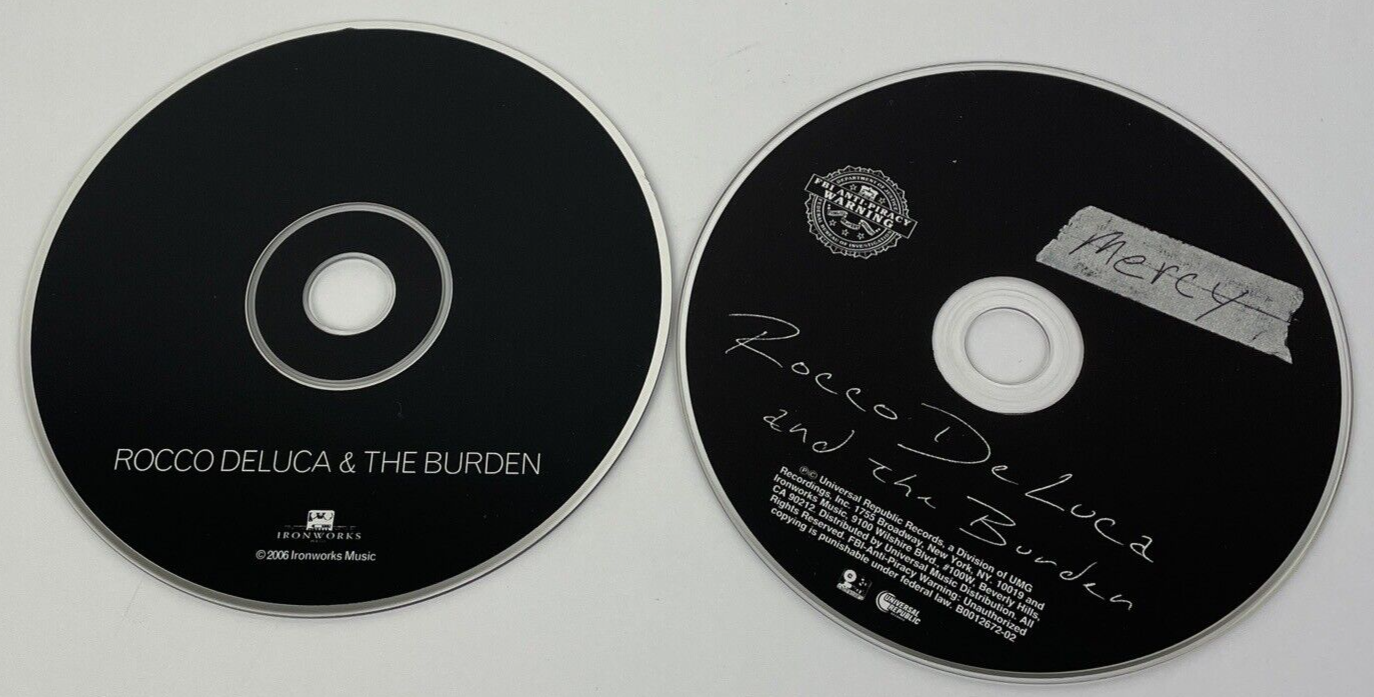 ROCCO DELUCA & THE BURDEN
IRONWORKS
©2006 Ironworks Music
FBI ANTI-PIRACY
WARNING
Mercy
Rocco DeLuca
and the Burden
℗© Universal Republic Records, a Division of UMG
Recordings, Inc. 1755 Broadway, New York, NY, 10019 and
Ironworks Music. 9100 Wilshire Blvd., #100W, Beverly Hills,
CA 90212. Distributed by Universal Music Distribution. All
Rights Reserved. FBI-Anti-Piracy Warning: Unauthorized
copying is punishable under federal law. B0012672-02
UNIVERSAL
REPUBLIC